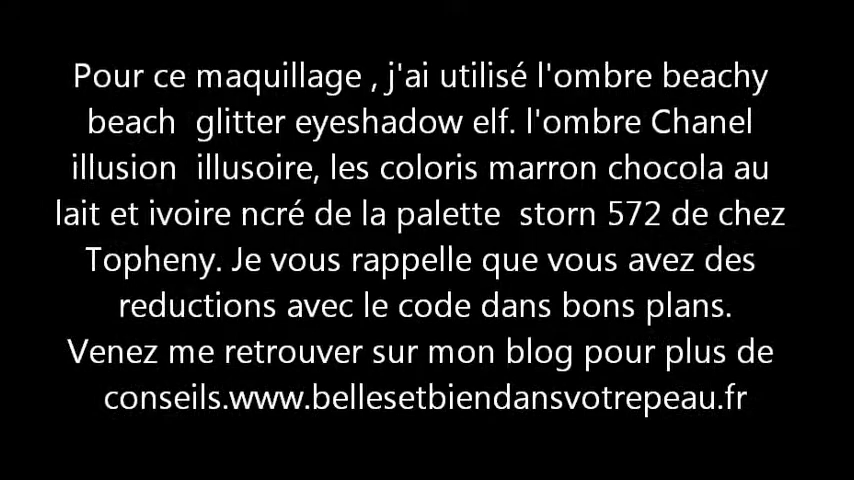 Pour ce maquillage , j'ai utilisé l'ombre beachy
beach  glitter eyeshadow elf. l'ombre Chanel
illusion  illusoire, les coloris marron chocola au
lait et ivoire ncré de la palette  storn 572 de chez
Topheny. Je vous rappelle que vous avez des
reductions avec le code dans bons plans.
Venez me retrouver sur mon blog pour plus de
conseils.www.bellesetbiendansvotrepeau.fr